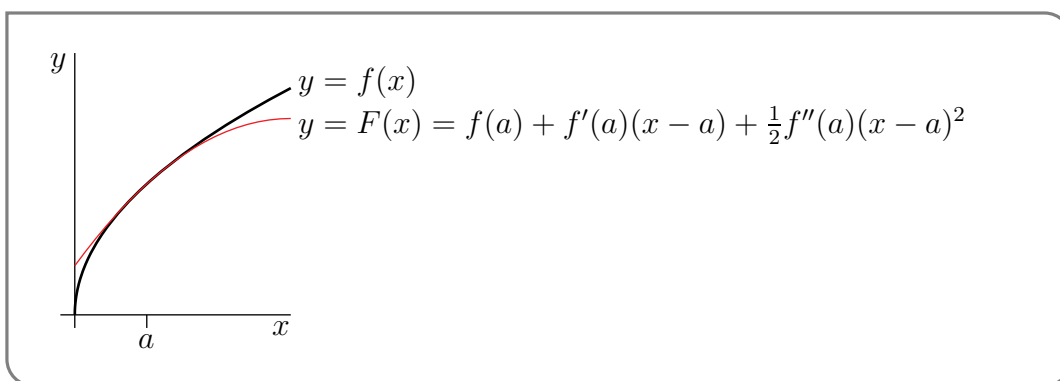 y
y = f(x)
y = F(x) = f(a) + f′(a)(x − a) + ½f′′(a)(x − a)²
x
a